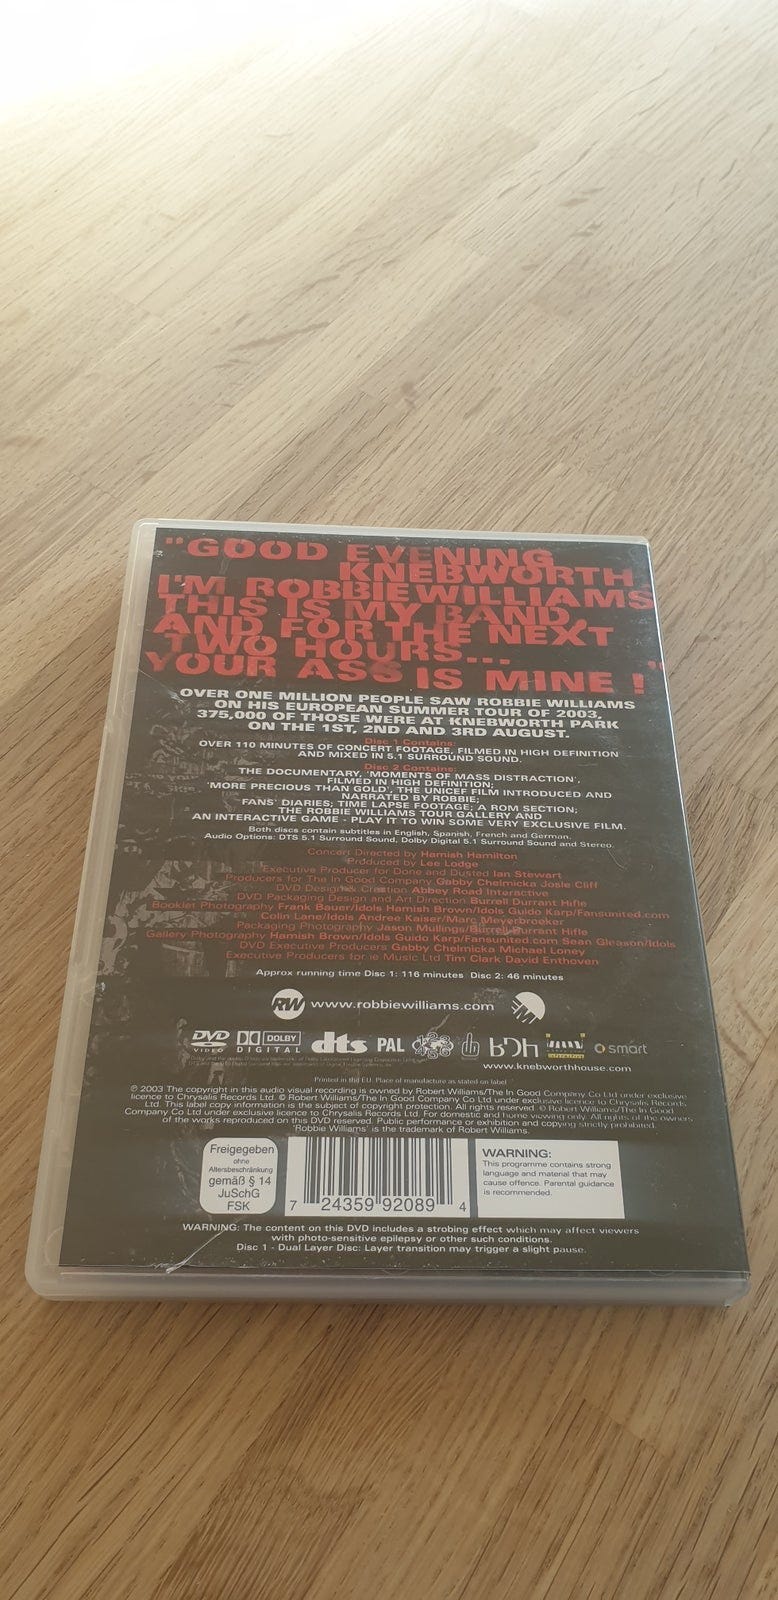 "GOOD EVENING
KNEBWORTH
I'M ROBBIE WILLIAMS
THIS IS MY BAND,
AND FOR THE NEXT
TWO HOURS...
YOUR ASS IS MINE !"
OVER ONE MILLION PEOPLE SAW ROBBIE WILLIAMS
ON HIS EUROPEAN SUMMER TOUR OF 2003,
375,000 OF THOSE WERE AT KNEBWORTH PARK
ON THE 1ST, 2ND AND 3RD AUGUST.
Disc 1 Contains:
OVER 110 MINUTES OF CONCERT FOOTAGE, FILMED IN HIGH DEFINITION
AND MIXED IN 5.1 SURROUND SOUND.
Disc 2 Contains:
THE DOCUMENTARY, 'MOMENTS OF MASS DISTRACTION',
FILMED IN HIGH DEFINITION;
'MORE PRECIOUS THAN GOLD', THE UNICEF FILM INTRODUCED AND
NARRATED BY ROBBIE;
FANS' DIARIES; TIME LAPSE FOOTAGE; A ROM SECTION;
THE ROBBIE WILLIAMS TOUR GALLERY AND
AN INTERACTIVE GAME - PLAY IT TO WIN SOME VERY EXCLUSIVE FILM.
Both discs contain subtitles in English, Spanish, French and German.
Audio Options: DTS 5.1 Surround Sound, Dolby Digital 5.1 Surround Sound and Stereo.
Concert Directed by Hamish Hamilton
Produced by Lee Lodge
Executive Producer for Done and Dusted Ian Stewart
Producers for The In Good Company Gabby Chelmicka Josie Cliff
DVD Design & Creation Abbey Road Interactive
DVD Packaging Design and Art Direction Burrell Durrant Hifle
Booklet Photography Frank Bauer/Idols Hamish Brown/Idols Guido Karp/Fansunited.com
Colin Lane/Idols Andree Kaiser/Marc Meyerbroeker
Packaging Photography Jason Mullings/Burrell Durrant Hifle
Gallery Photography Hamish Brown/Idols Guido Karp/Fansunited.com Sean Gleason/Idols
DVD Executive Producers Gabby Chelmicka Michael Loney
Executive Producers for ie Music Ltd Tim Clark David Enthoven
Approx running time Disc 1: 116 minutes Disc 2: 46 minutes
RW www.robbiewilliams.com EMI
DVD VIDEO DOLBY DIGITAL dts PAL BDH interactive smart
www.knebworthhouse.com
Printed in the EU. Place of manufacture as stated on label
℗ 2003 The copyright in this audio visual recording is owned by Robert Williams/The In Good Company Co Ltd under exclusive
licence to Chrysalis Records Ltd. © Robert Williams/The In Good Company Co Ltd under exclusive licence to Chrysalis Records
Ltd. This label copy information is the subject of copyright protection. All rights reserved. © Robert Williams/The In Good
Company Co Ltd under exclusive licence to Chrysalis Records Ltd. For domestic and home viewing only. All rights of the owners
of the works reproduced on this DVD reserved. Public performance or exhibition and copying strictly prohibited.
'Robbie Williams' is the trademark of Robert Williams.
Freigegeben
ohne
Altersbeschränkung
gemäß § 14
JuSchG
FSK
7 24359 92089 4
WARNING:
This programme contains strong
language and material that may
cause offence. Parental guidance
is recommended.
WARNING: The content on this DVD includes a strobing effect which may affect viewers
with photo-sensitive epilepsy or other such conditions.
Disc 1 - Dual Layer Disc: Layer transition may trigger a slight pause.